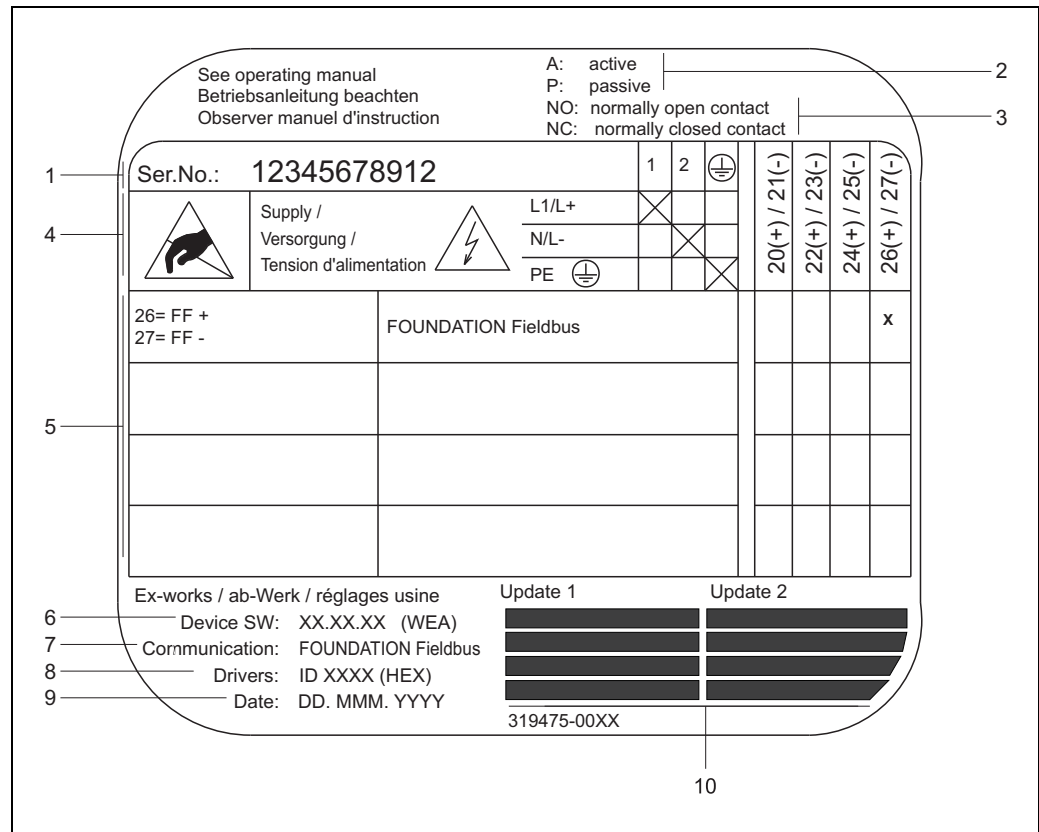 See operating manual
Betriebsanleitung beachten
Observer manuel d'instruction
A: active
P: passive
NO: normally open contact
NC: normally closed contact
2
3
1
Ser.No.: 12345678912
1 2
20(+) / 21(-)
22(+) / 23(-)
24(+) / 25(-)
26(+) / 27(-)
4
Supply /
Versorgung /
Tension d'alimentation
L1/L+
N/L-
PE
5
26= FF +
27= FF -
FOUNDATION Fieldbus
x
Ex-works / ab-Werk / réglages usine
Update 1
Update 2
6
Device SW: XX.XX.XX (WEA)
7
Communication: FOUNDATION Fieldbus
8
Drivers: ID XXXX (HEX)
9
Date: DD. MMM. YYYY
319475-00XX
10